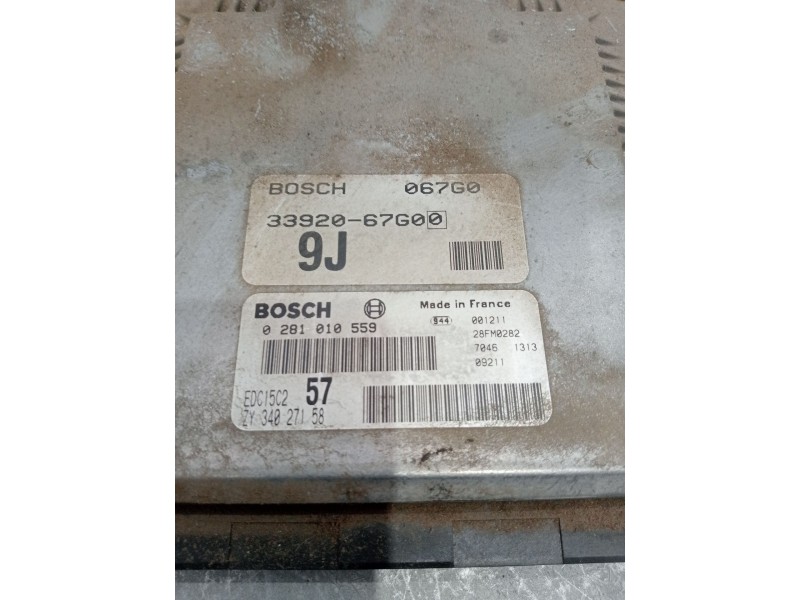 BOSCH 067G0
33920-67G00
9J
BOSCH Made in France
0 281 010 559
944 001211
28FM0282
7046 1313
09211
EDC15C2 57
ZY 340 271 58